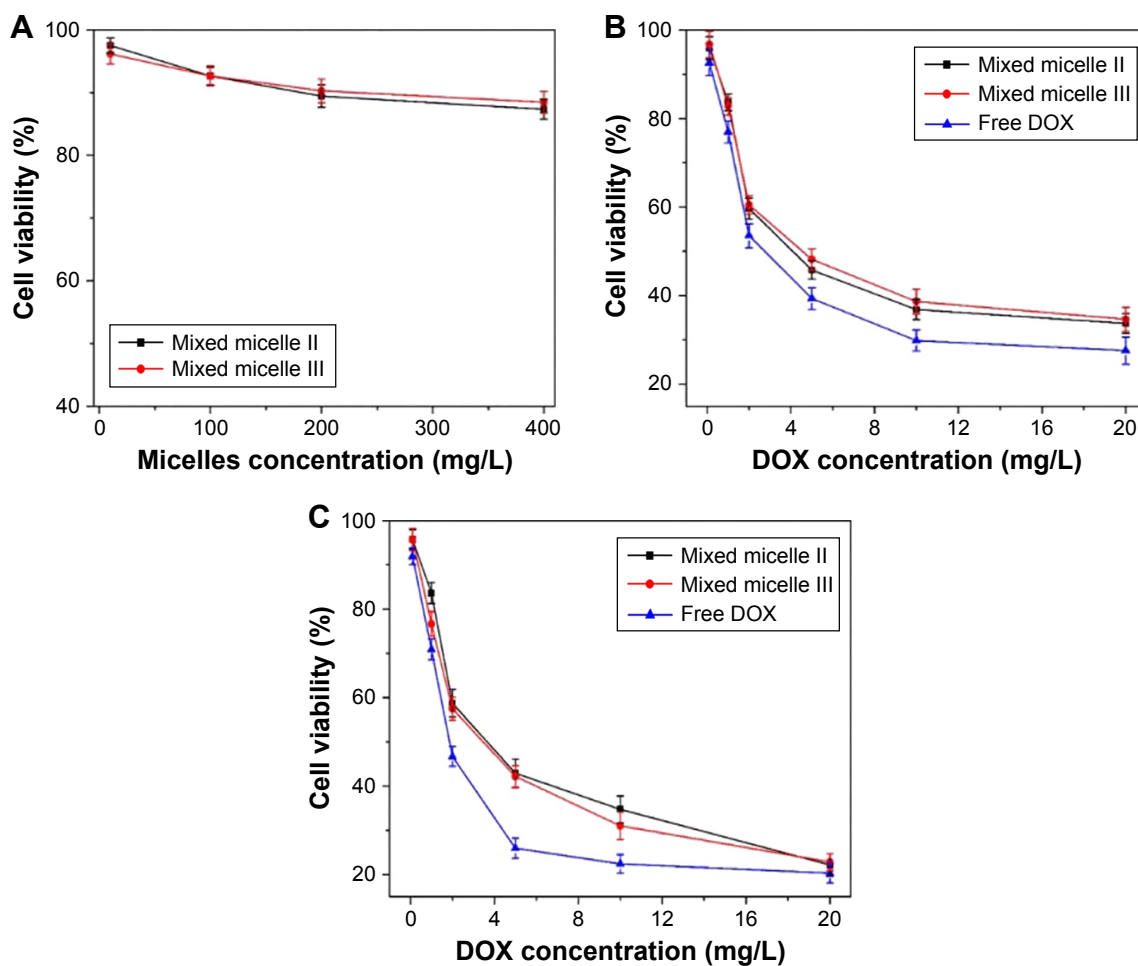 A
100
80
60
40
Cell viability (%)
Mixed micelle II
Mixed micelle III
0
100
200
300
400
Micelles concentration (mg/L)
B
100
80
60
40
20
Cell viability (%)
Mixed micelle II
Mixed micelle III
Free DOX
0
4
8
12
16
20
DOX concentration (mg/L)
C
100
80
60
40
20
Cell viability (%)
Mixed micelle II
Mixed micelle III
Free DOX
0
4
8
12
16
20
DOX concentration (mg/L)